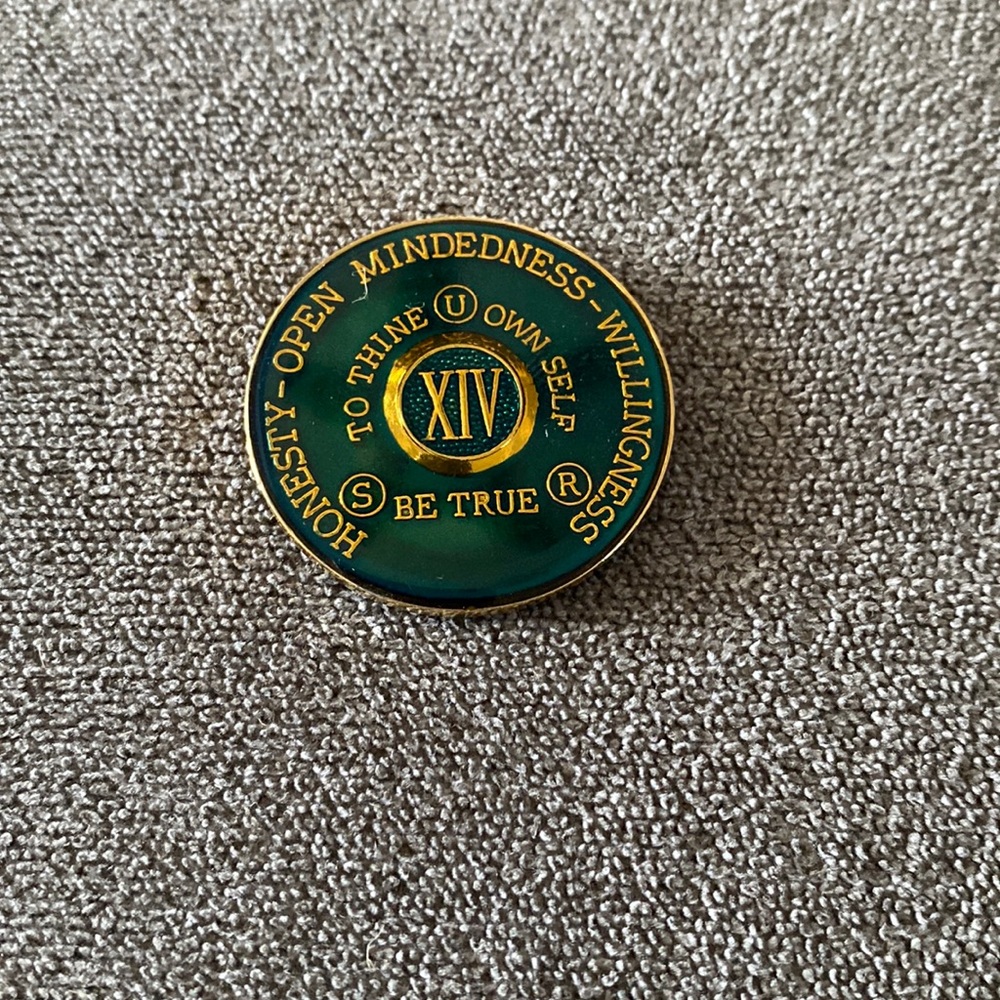 HONESTY-OPEN MINDEDNESS-WILLINGNESS
TO THINE U OWN SELF
XIV
S BE TRUE R